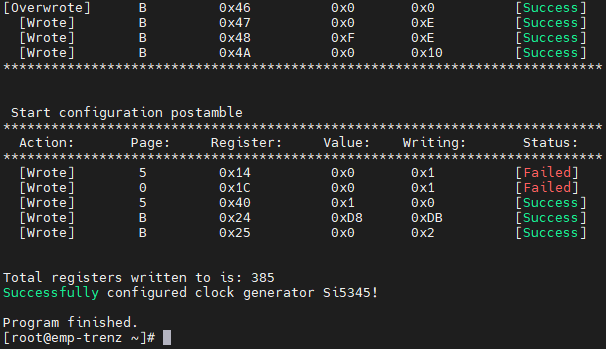 [Overwrote] B 0x46 0x0 0x0 [Success]
[Wrote] B 0x47 0x0 0xE [Success]
[Wrote] B 0x48 0xF 0xE [Success]
[Wrote] B 0x4A 0x0 0x10 [Success]
***************************************************************************
Start configuration postamble
***************************************************************************
Action: Page: Register: Value: Writing: Status:
***************************************************************************
[Wrote] 5 0x14 0x0 0x1 [Failed]
[Wrote] 0 0x1C 0x0 0x1 [Failed]
[Wrote] 5 0x40 0x1 0x0 [Success]
[Wrote] B 0x24 0xD8 0xDB [Success]
[Wrote] B 0x25 0x0 0x2 [Success]
Total registers written to is: 385
Successfully configured clock generator Si5345!
Program finished.
[root@emp-trenz ~]#